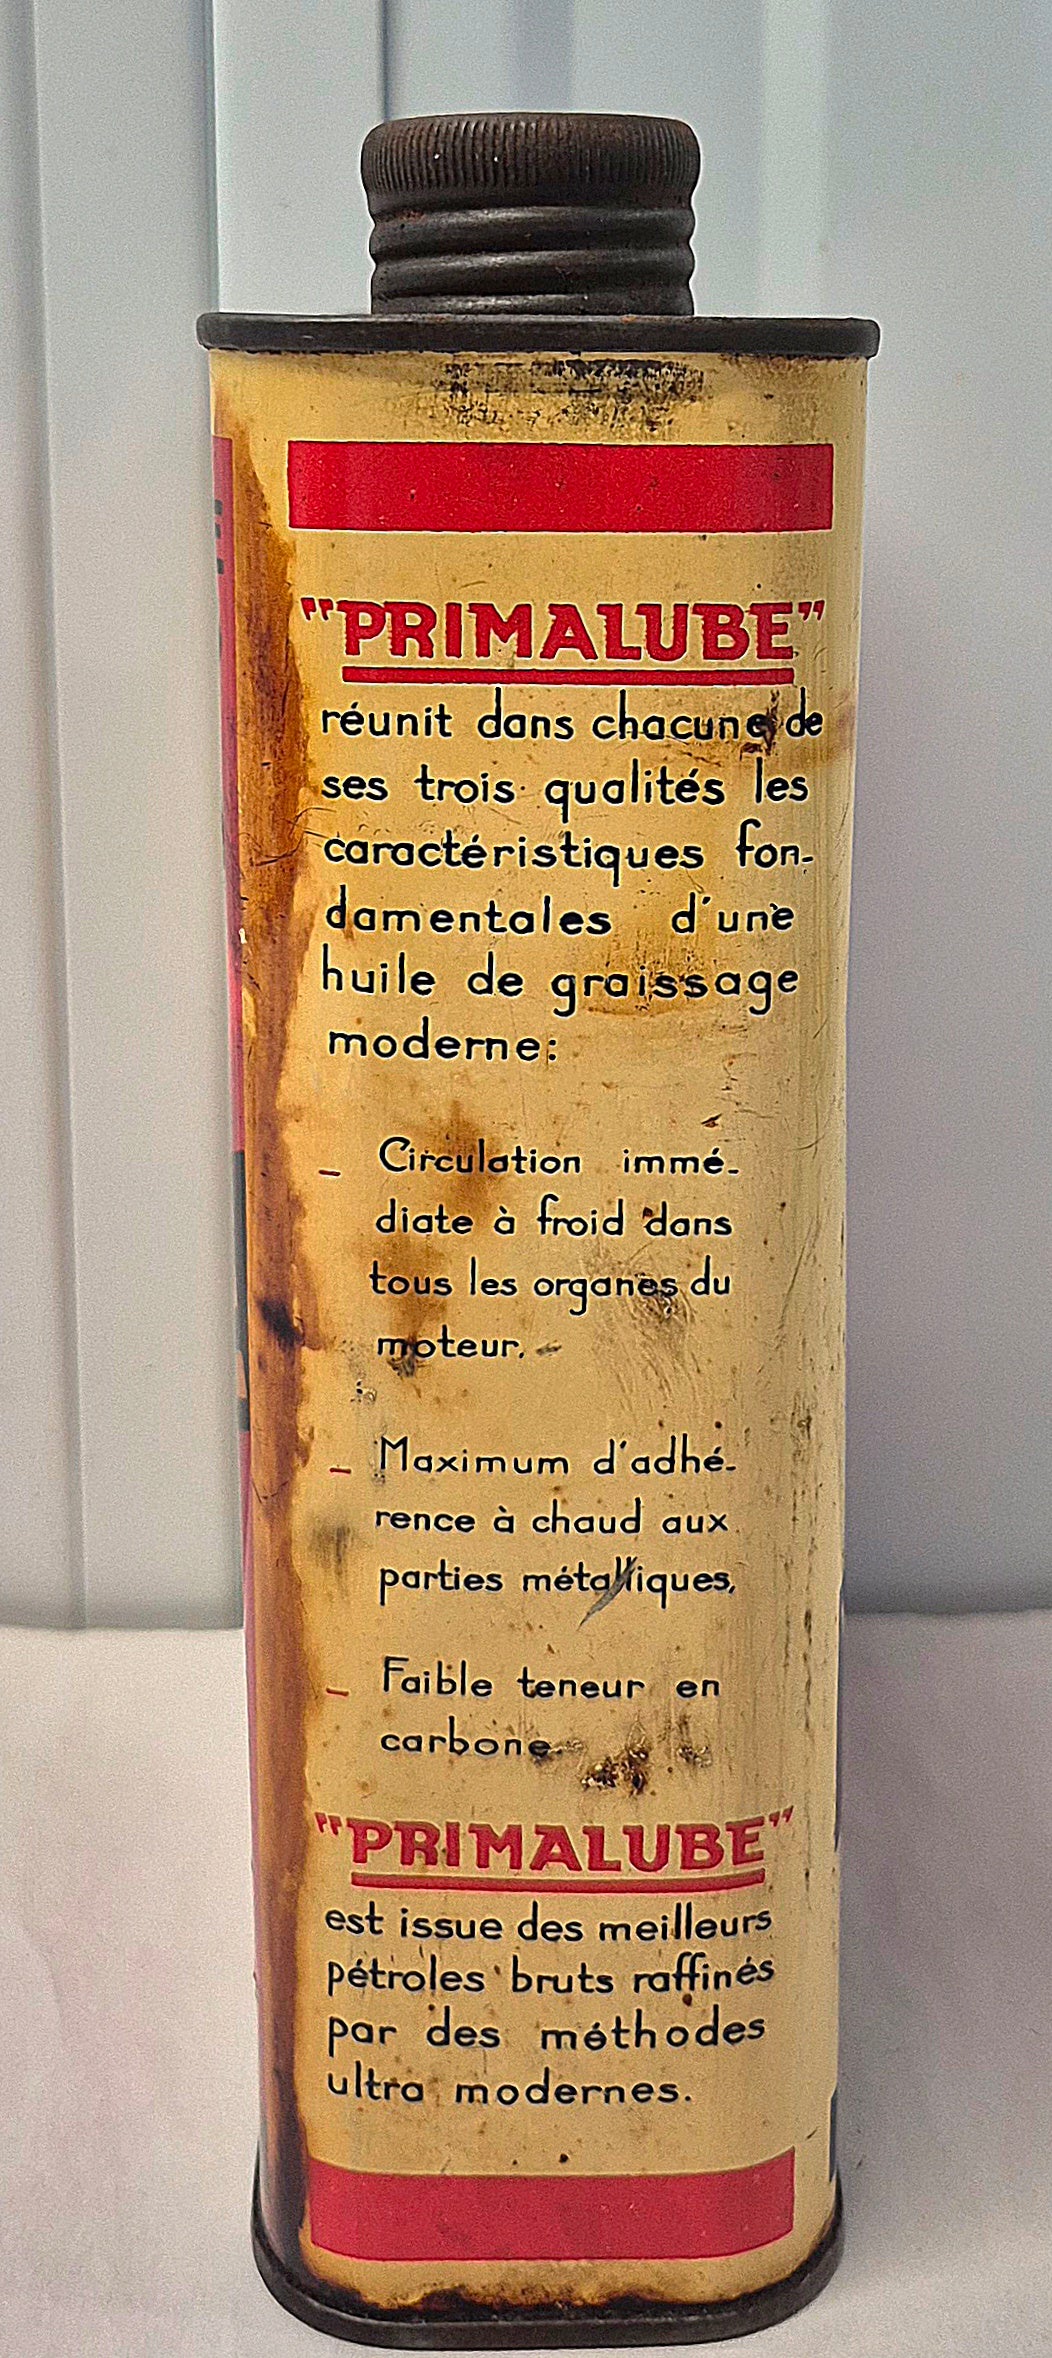 "PRIMALUBE"
réunit dans chacune de
ses trois qualités les
caractéristiques fon-
damentales d'une
huile de graissage
moderne:
– Circulation immé-
diate à froid dans
tous les organes du
moteur.
– Maximum d'adhé-
rence à chaud aux
parties métalliques,
– Faible teneur en
carbone.
"PRIMALUBE"
est issue des meilleurs
pétroles bruts raffinés
par des méthodes
ultra modernes.